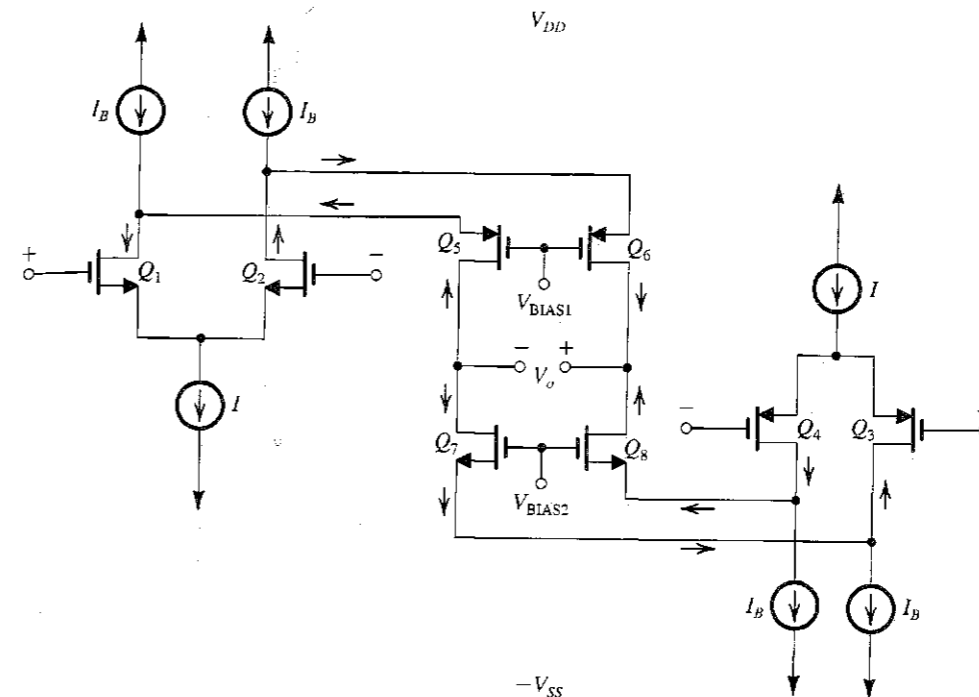 V_DD
I_B
I_B
+
Q_1
Q_2
−
I
Q_5
Q_6
V_BIAS1
I
− V_o +
Q_7
Q_8
V_BIAS2
−
Q_4
Q_3
I_B
I_B
−V_SS